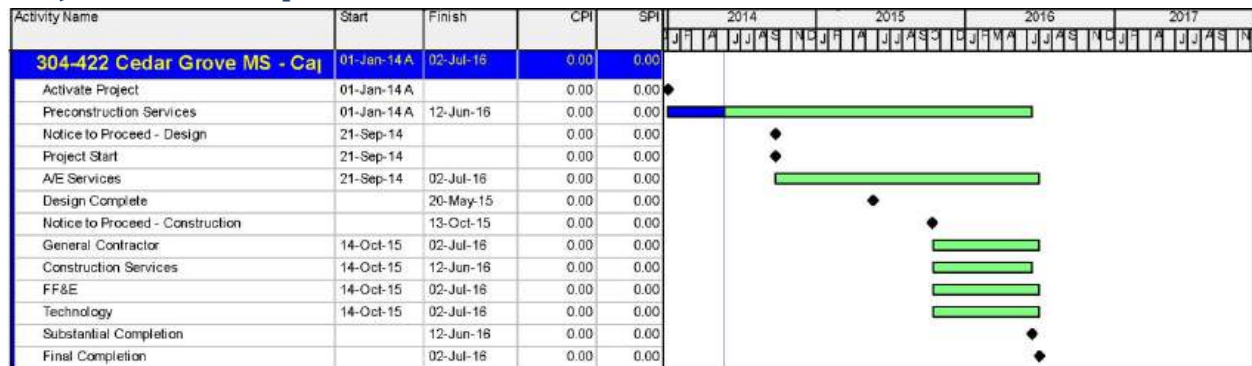 Activity Name Start Finish CPI SPI 2014 2015 2016 2017
304-422 Cedar Grove MS - Ca 01-Jan-14 A 02-Jul-16 0.00 0.00
Activate Project 01-Jan-14 A 0.00 0.00
Preconstruction Services 01-Jan-14 A 12-Jun-16 0.00 0.00
Notice to Proceed - Design 21-Sep-14 0.00 0.00
Project Start 21-Sep-14 0.00 0.00
A/E Services 21-Sep-14 02-Jul-16 0.00 0.00
Design Complete 20-May-15 0.00 0.00
Notice to Proceed - Construction 13-Oct-15 0.00 0.00
General Contractor 14-Oct-15 02-Jul-16 0.00 0.00
Construction Services 14-Oct-15 12-Jun-16 0.00 0.00
FF&E 14-Oct-15 02-Jul-16 0.00 0.00
Technology 14-Oct-15 02-Jul-16 0.00 0.00
Substantial Completion 12-Jun-16 0.00 0.00
Final Completion 02-Jul-16 0.00 0.00